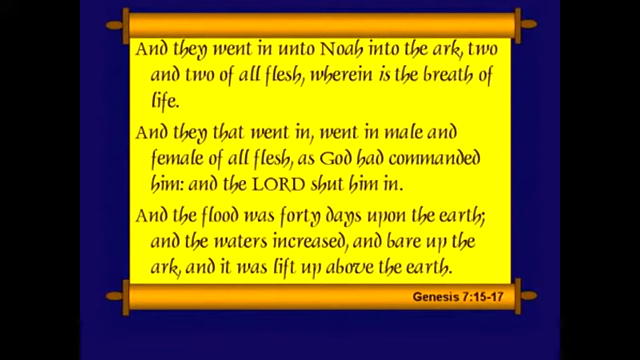 And they went in unto Noah into the ark, two
and two of all flesh, wherein is the breath of
life.
And they that went in, went in male and
female of all flesh, as God had commanded
him: and the LORD shut him in.
And the flood was forty days upon the earth;
and the waters increased, and bare up the
ark, and it was lift up above the earth.
Genesis 7:15-17